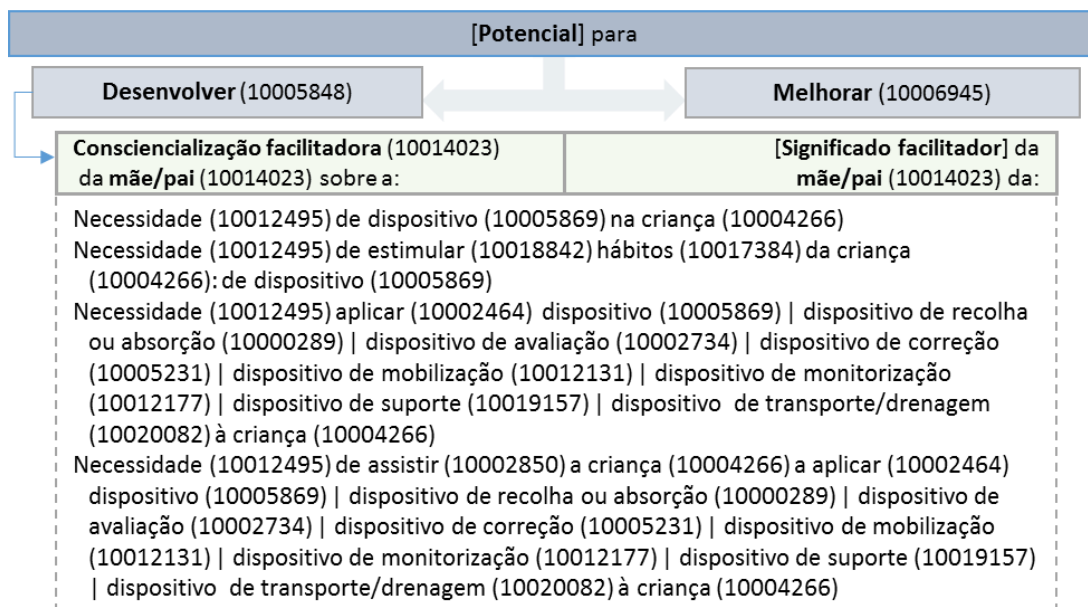 [Potencial] para
Desenvolver (10005848)
Melhorar (10006945)
Consciencialização facilitadora (10014023)
da mãe/pai (10014023) sobre a:
[Significado facilitador] da
mãe/pai (10014023) da:
Necessidade (10012495) de dispositivo (10005869) na criança (10004266)
Necessidade (10012495) de estimular (10018842) hábitos (10017384) da criança
(10004266): de dispositivo (10005869)
Necessidade (10012495) aplicar (10002464) dispositivo (10005869) | dispositivo de recolha
ou absorção (10000289) | dispositivo de avaliação (10002734) | dispositivo de correção
(10005231) | dispositivo de mobilização (10012131) | dispositivo de monitorização
(10012177) | dispositivo de suporte (10019157) | dispositivo de transporte/drenagem
(10020082) à criança (10004266)
Necessidade (10012495) de assistir (10002850) a criança (10004266) a aplicar (10002464)
dispositivo (10005869) | dispositivo de recolha ou absorção (10000289) | dispositivo de
avaliação (10002734) | dispositivo de correção (10005231) | dispositivo de mobilização
(10012131) | dispositivo de monitorização (10012177) | dispositivo de suporte (10019157)
| dispositivo de transporte/drenagem (10020082) à criança (10004266)